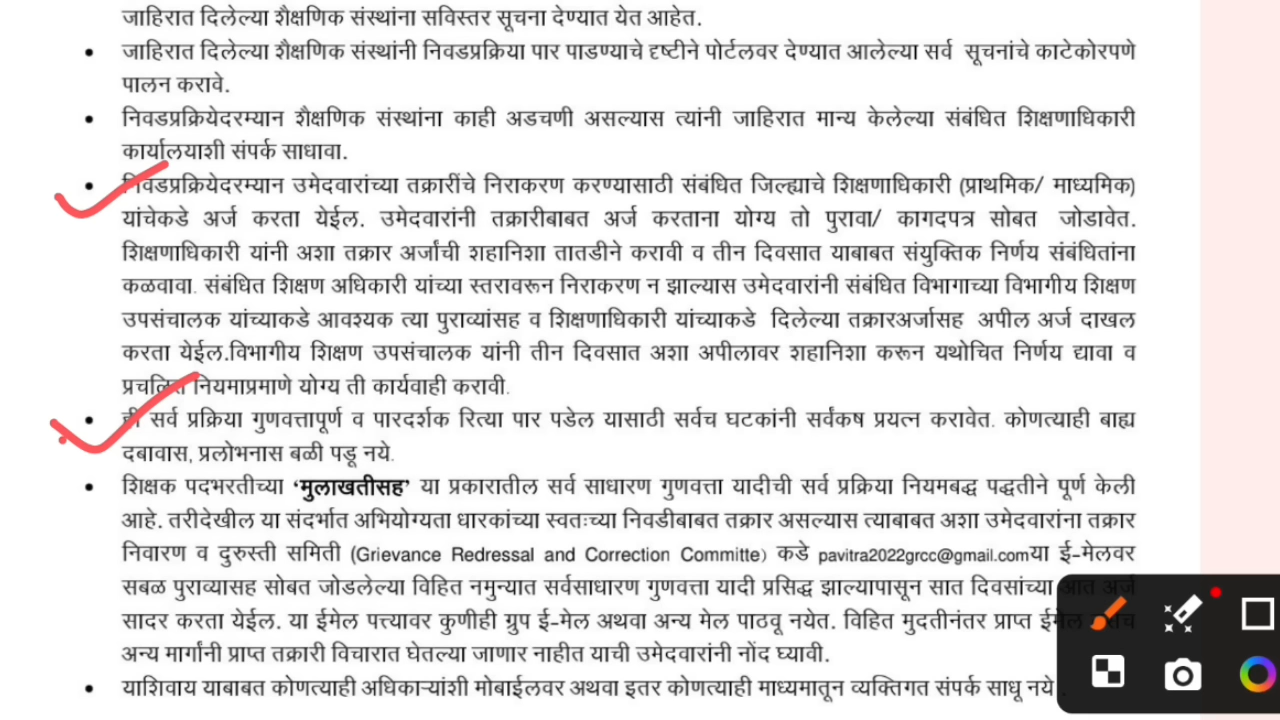 जाहिरात दिलेल्या शैक्षणिक संस्थांना सविस्तर सूचना देण्यात येत आहेत.
• जाहिरात दिलेल्या शैक्षणिक संस्थांनी निवडप्रक्रिया पार पाडण्याचे दृष्टीने पोर्टलवर देण्यात आलेल्या सर्व सूचनांचे काटेकोरपणे
पालन करावे.
• निवडप्रक्रियेदरम्यान शैक्षणिक संस्थांना काही अडचणी असल्यास त्यांनी जाहिरात मान्य केलेल्या संबंधित शिक्षणाधिकारी
कार्यालयाशी संपर्क साधावा.
• निवडप्रक्रियेदरम्यान उमेदवारांच्या तक्रारींचे निराकरण करण्यासाठी संबंधित जिल्ह्याचे शिक्षणाधिकारी (प्राथमिक/ माध्यमिक)
यांचेकडे अर्ज करता येईल. उमेदवारांनी तक्रारीबाबत अर्ज करताना योग्य तो पुरावा/ कागदपत्र सोबत जोडावेत.
शिक्षणाधिकारी यांनी अशा तक्रार अर्जांची शहानिशा तातडीने करावी व तीन दिवसात याबाबत संयुक्तिक निर्णय संबंधितांना
कळवावा. संबंधित शिक्षण अधिकारी यांच्या स्तरावरून निराकरण न झाल्यास उमेदवारांनी संबंधित विभागाच्या विभागीय शिक्षण
उपसंचालक यांच्याकडे आवश्यक त्या पुराव्यांसह व शिक्षणाधिकारी यांच्याकडे दिलेल्या तक्रारअर्जासह अपील अर्ज दाखल
करता येईल.विभागीय शिक्षण उपसंचालक यांनी तीन दिवसात अशा अपीलावर शहानिशा करून यथोचित निर्णय द्यावा व
प्रचलित नियमाप्रमाणे योग्य ती कार्यवाही करावी.
• ही सर्व प्रक्रिया गुणवत्तापूर्ण व पारदर्शक रित्या पार पडेल यासाठी सर्वच घटकांनी सर्वंकष प्रयत्न करावेत. कोणत्याही बाह्य
दबावास, प्रलोभनास बळी पडू नये.
• शिक्षक पदभरतीच्या ‘मुलाखतीसह’ या प्रकारातील सर्व साधारण गुणवत्ता यादीची सर्व प्रक्रिया नियमबद्ध पद्धतीने पूर्ण केली
आहे. तरीदेखील या संदर्भात अभियोग्यता धारकांच्या स्वतःच्या निवडीबाबत तक्रार असल्यास त्याबाबत अशा उमेदवारांना तक्रार
निवारण व दुरुस्ती समिती (Grievance Redressal and Correction Committe) कडे pavitra2022grcc@gmail.comया ई-मेलवर
सबळ पुराव्यासह सोबत जोडलेल्या विहित नमुन्यात सर्वसाधारण गुणवत्ता यादी प्रसिद्ध झाल्यापासून सात दिवसांच्या आत अर्ज
सादर करता येईल. या ईमेल पत्त्यावर कुणीही ग्रुप ई-मेल अथवा अन्य मेल पाठवू नयेत. विहित मुदतीनंतर प्राप्त ईमेल
अन्य मार्गांनी प्राप्त तक्रारी विचारात घेतल्या जाणार नाहीत याची उमेदवारांनी नोंद घ्यावी.
• याशिवाय याबाबत कोणत्याही अधिकाऱ्यांशी मोबाईलवर अथवा इतर कोणत्याही माध्यमातून व्यक्तिगत संपर्क साधू नये .